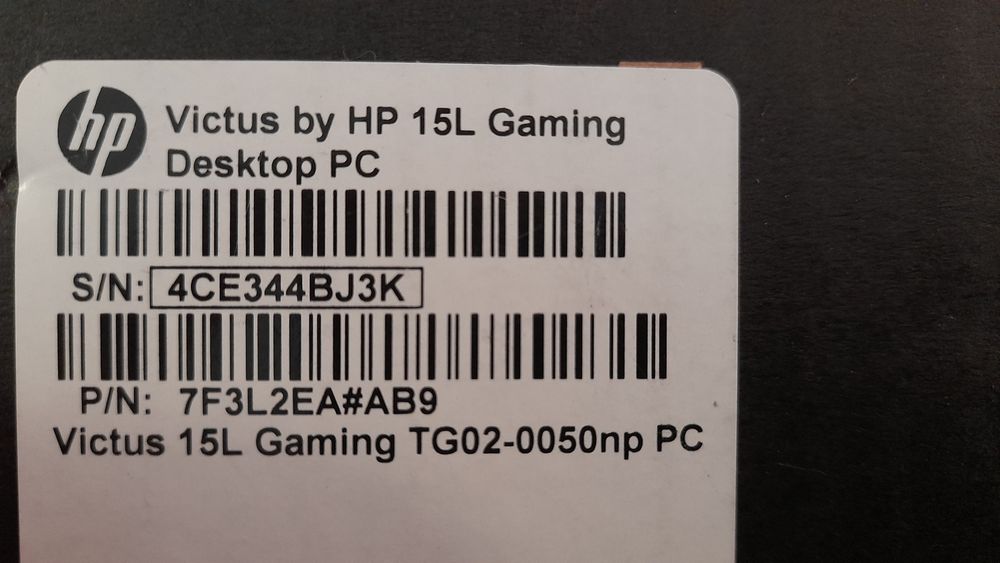 hp
Victus by HP 15L Gaming
Desktop PC
S/N: 4CE344BJ3K
P/N: 7F3L2EA#AB9
Victus 15L Gaming TG02-0050np PC